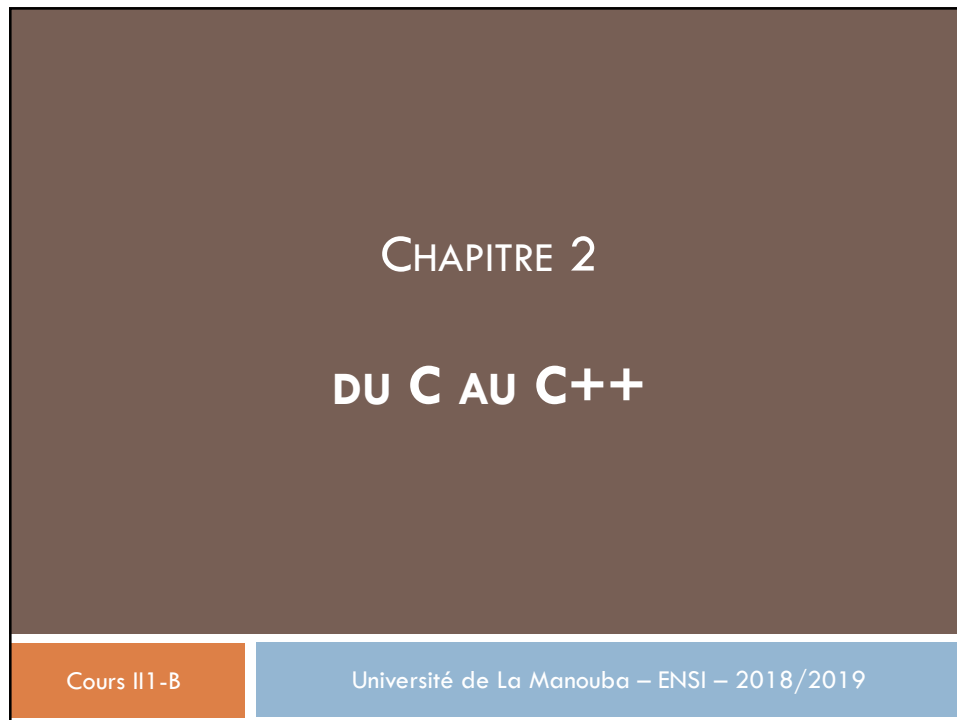 CHAPITRE 2
DU C AU C++
Cours II1-B
Université de La Manouba – ENSI – 2018/2019